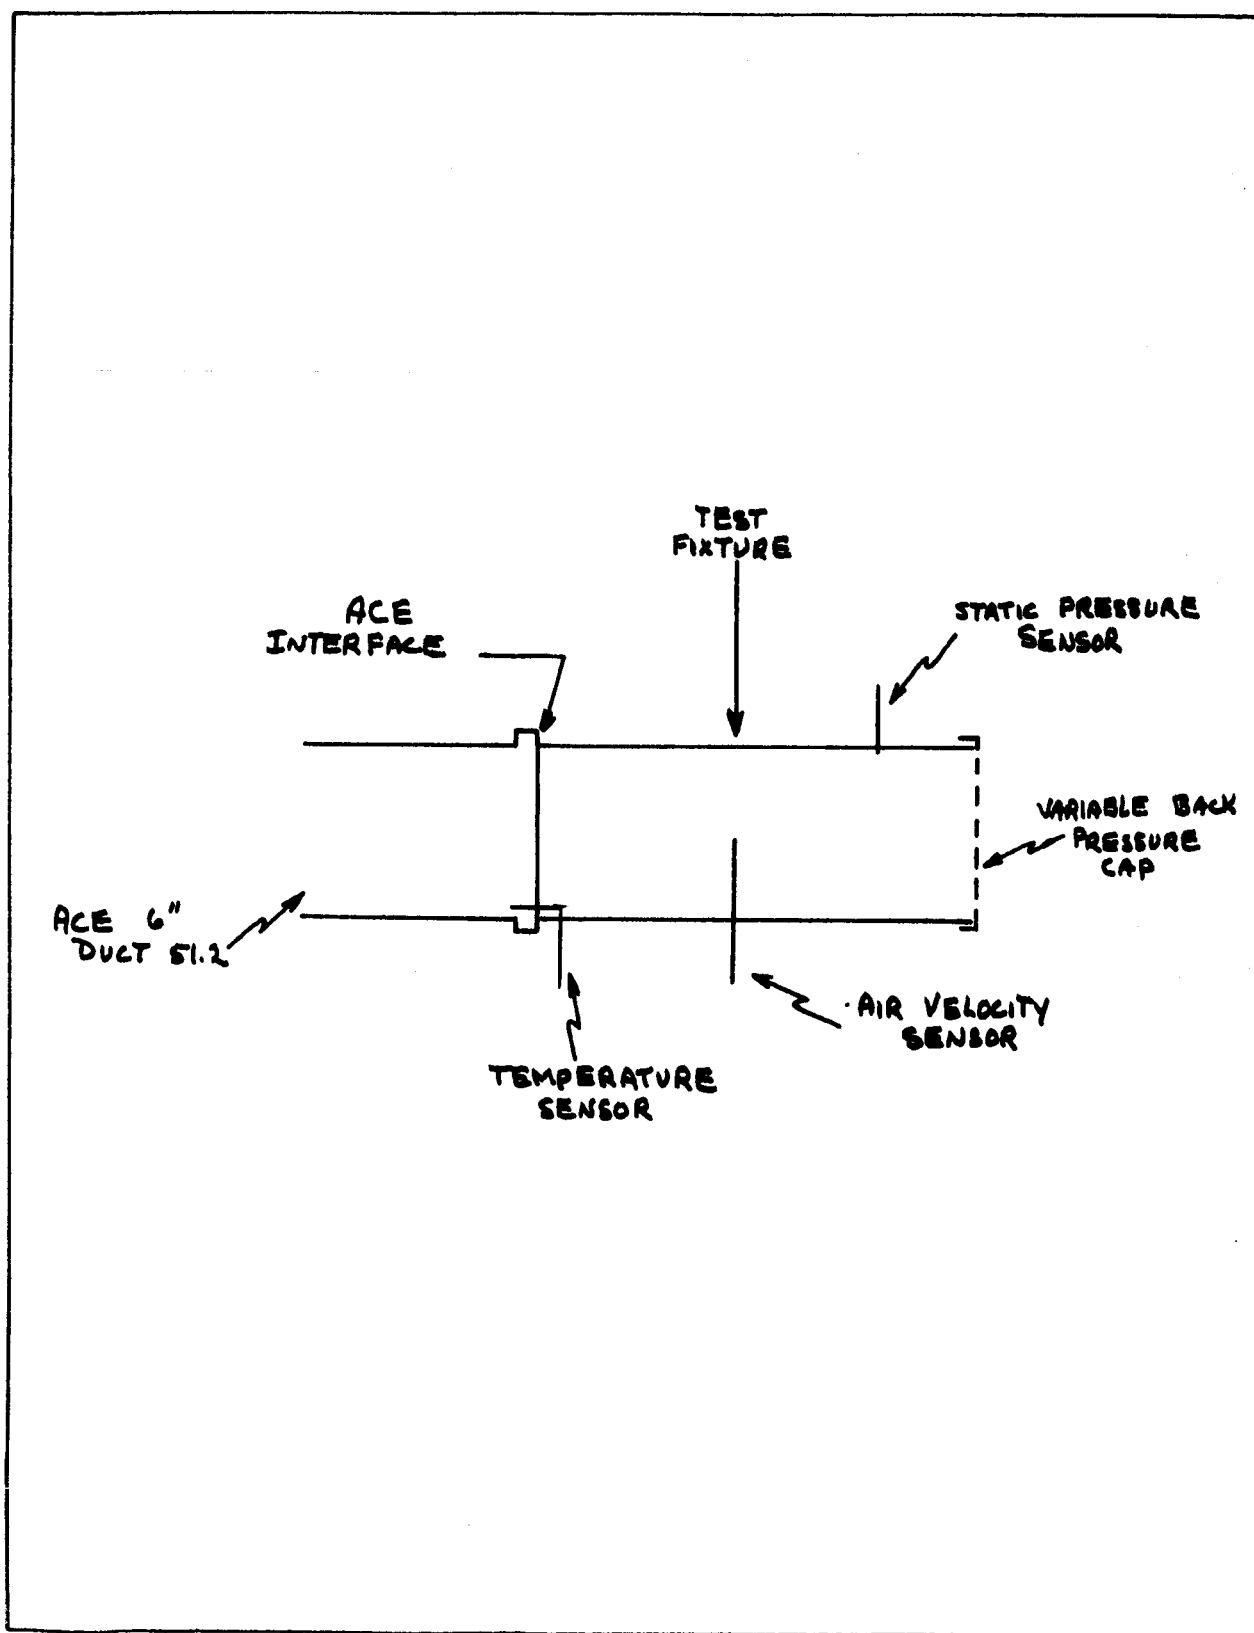 TEST
FIXTURE
ACE
INTERFACE
STATIC PRESSURE
SENSOR
VARIABLE BACK
PRESSURE
CAP
ACE 6"
DUCT 51.2
AIR VELOCITY
SENSOR
TEMPERATURE
SENSOR